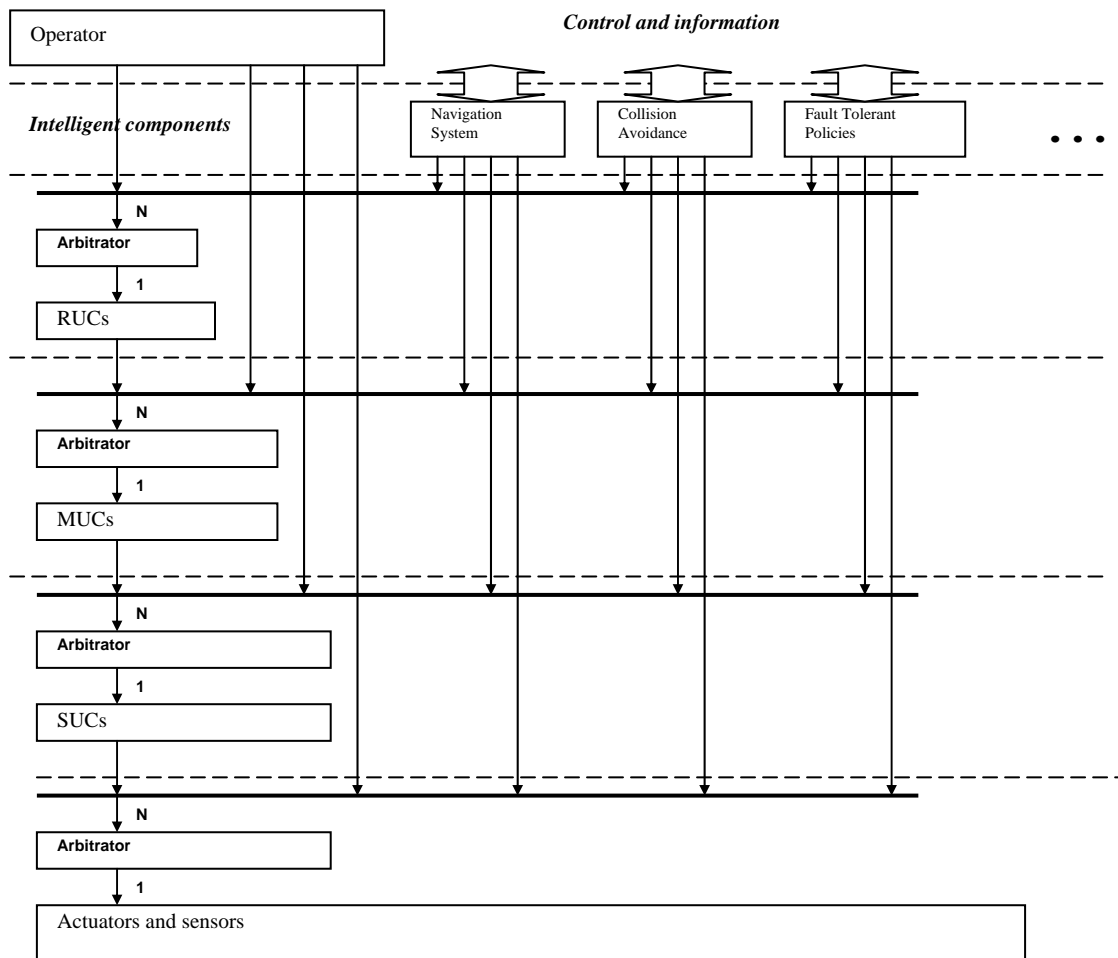 Operator
Control and information
Intelligent components
Navigation
System
Collision
Avoidance
Fault Tolerant
Policies
...
N
Arbitrator
1
RUCs
N
Arbitrator
1
MUCs
N
Arbitrator
1
SUCs
N
Arbitrator
1
Actuators and sensors